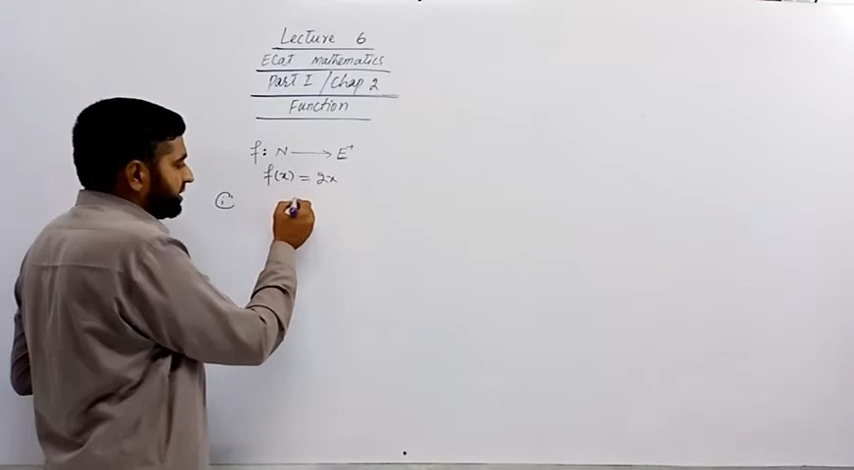 Lecture 6
ECat mathematics
Part I / Chap 2
Function
f: N ⟶ E⁺
f(x) = 2x
(i)